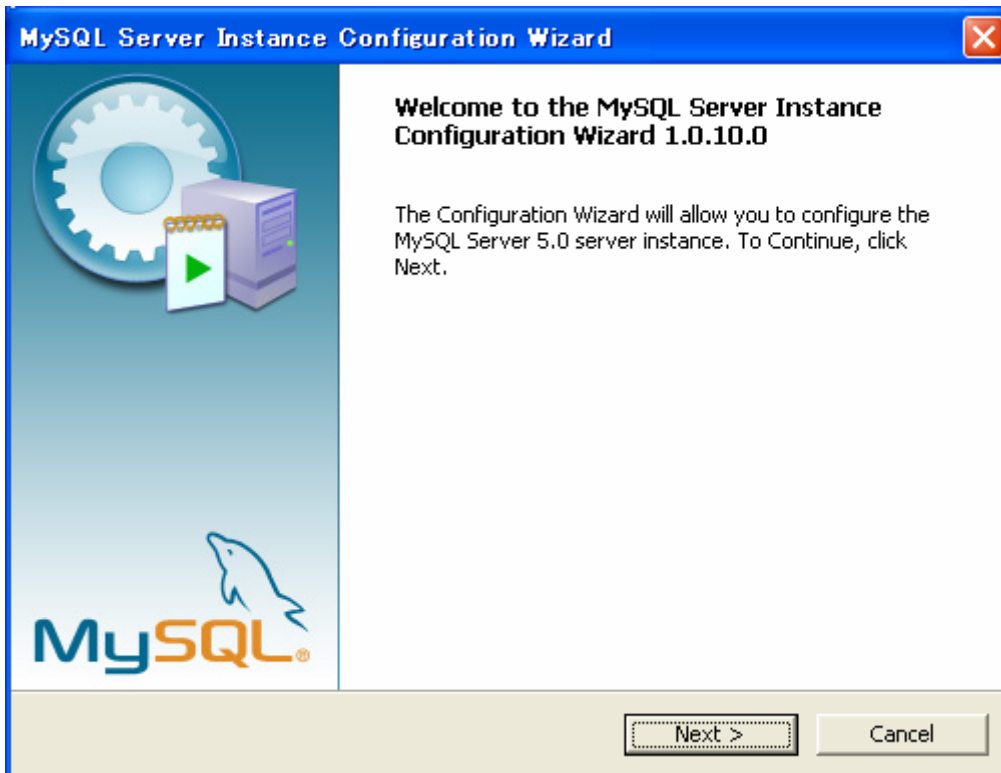 MySQL Server Instance Configuration Wizard
Welcome to the MySQL Server Instance
Configuration Wizard 1.0.10.0
The Configuration Wizard will allow you to configure the
MySQL Server 5.0 server instance. To Continue, click
Next.
MySQL®
Next >
Cancel